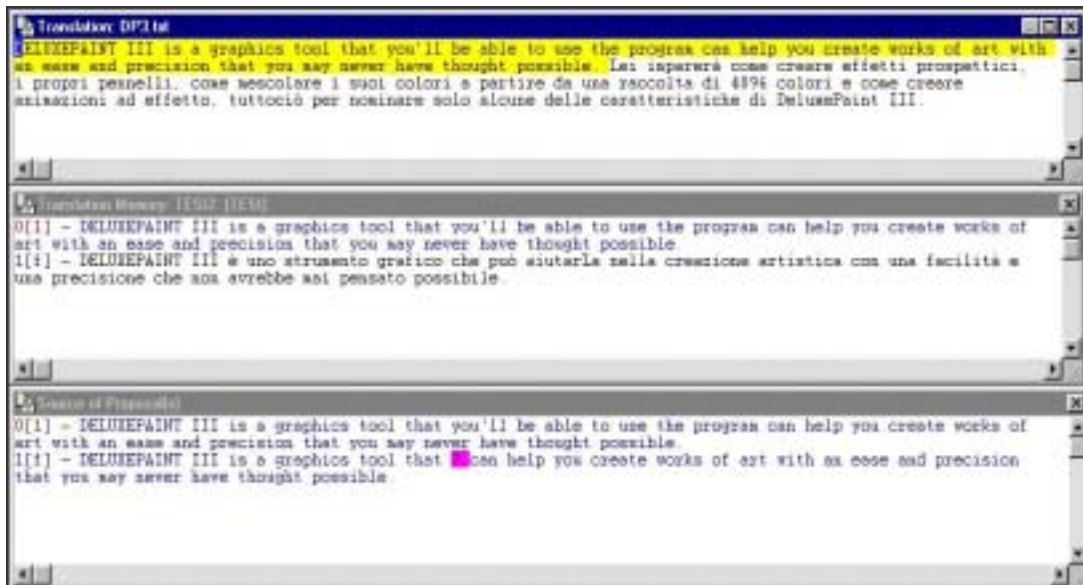 Translation: DP3.txt
DELUXEPAINT III is a graphics tool that you'll be able to use the program can help you create works of art with
an ease and precision that you may never have thought possible. Lei imparerà come creare effetti prospettici,
i propri pennelli, come mescolare i suoi colori a partire da una raccolta di 4896 colori e come creare
animazioni ad effetto, tuttociò per nominare solo alcune delle caratteristiche di DeluxePaint III.
Translation Memory:
0[1] - DELUXEPAINT III is a graphics tool that you'll be able to use the program can help you create works of
art with an ease and precision that you may never have thought possible.
1[f] - DELUXEPAINT III è uno strumento grafico che può aiutarla nella creazione artistica con una facilità e
una precisione che non avrebbe mai pensato possibile.
Source of Proposal(s)
0[1] - DELUXEPAINT III is a graphics tool that you'll be able to use the program can help you create works of
art with an ease and precision that you may never have thought possible.
1[f] - DELUXEPAINT III is a graphics tool that can help you create works of art with an ease and precision
that you may never have thought possible.